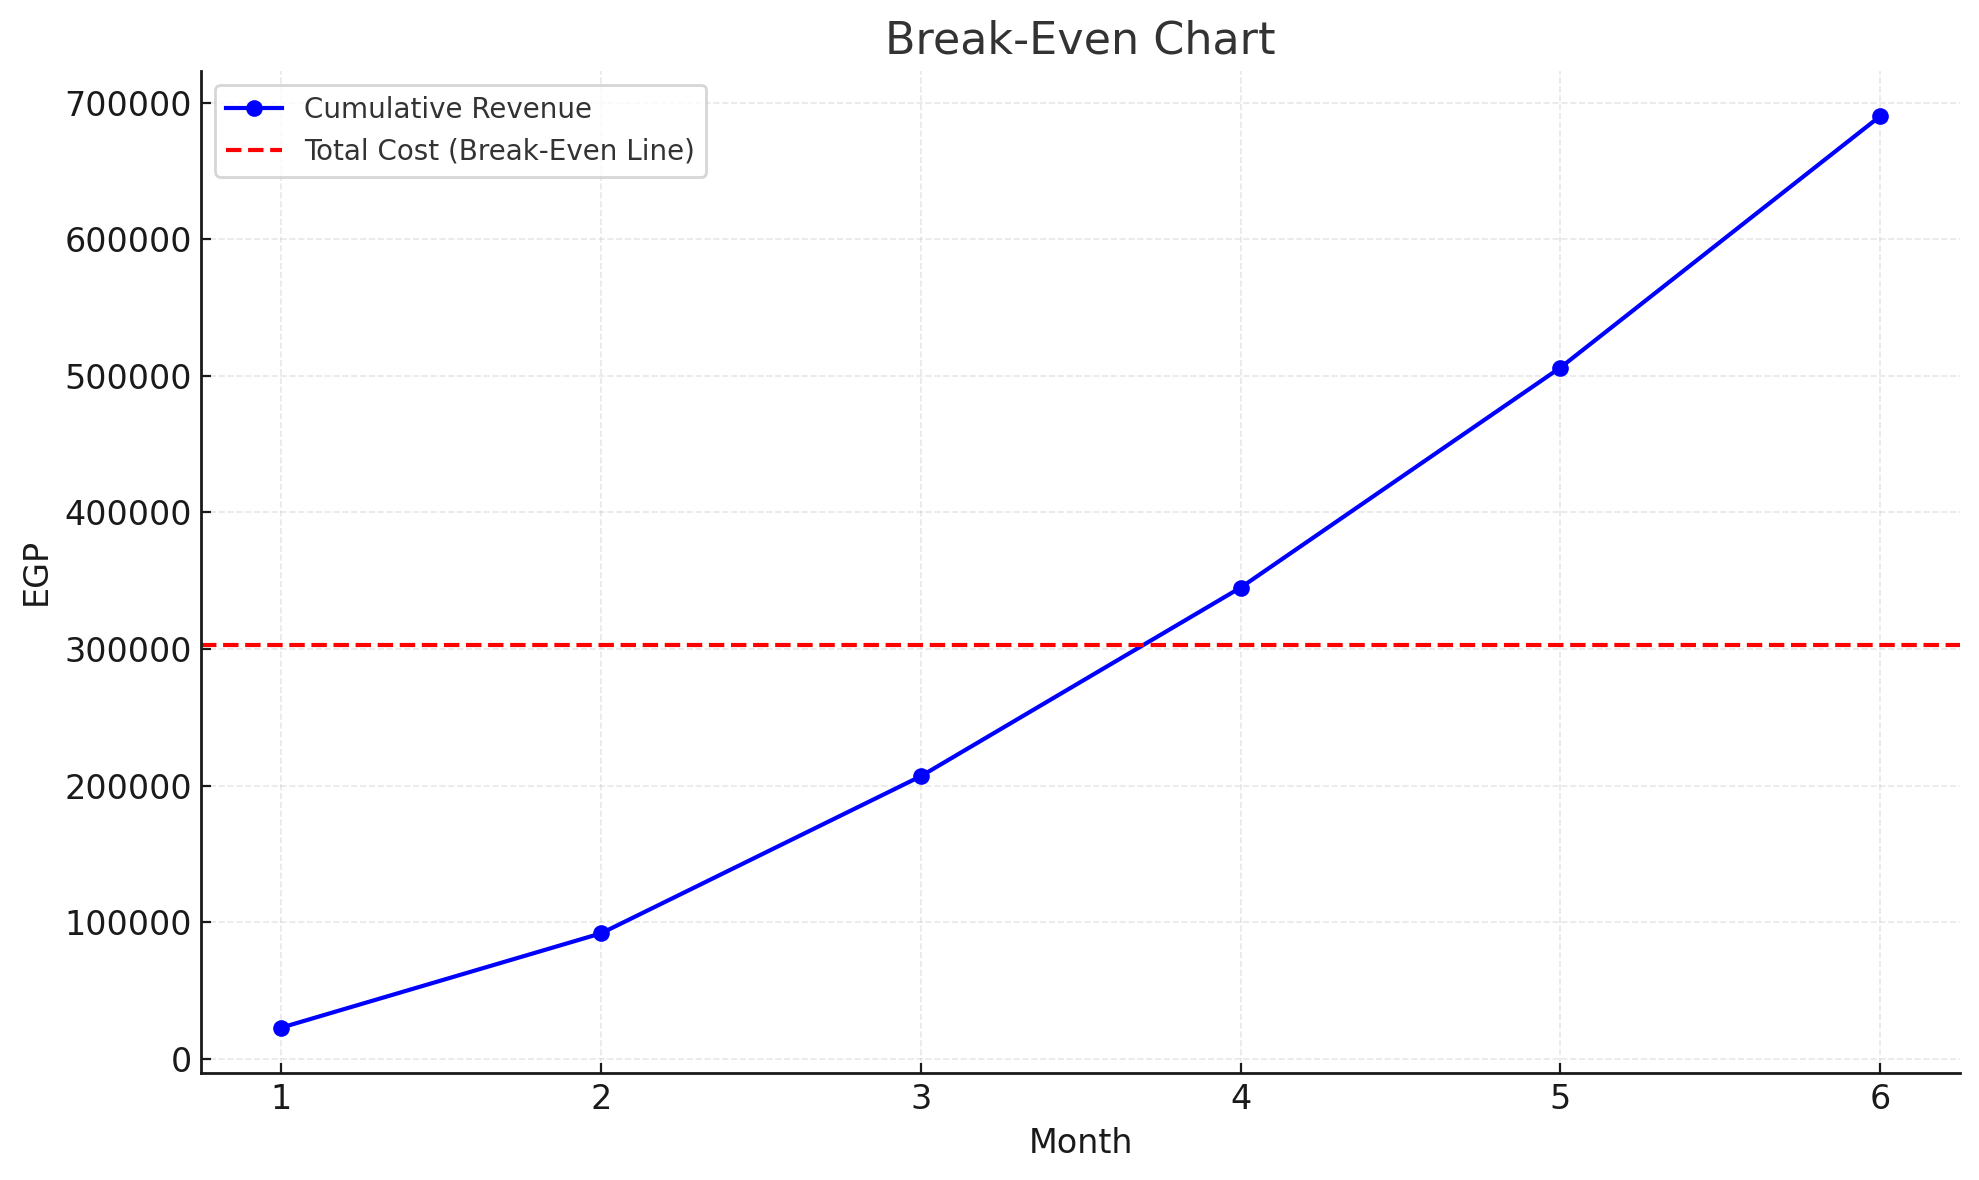 Break-Even Chart
Cumulative Revenue
Total Cost (Break-Even Line)
700000
600000
500000
400000
300000
200000
100000
0
EGP
1 2 3 4 5 6
Month